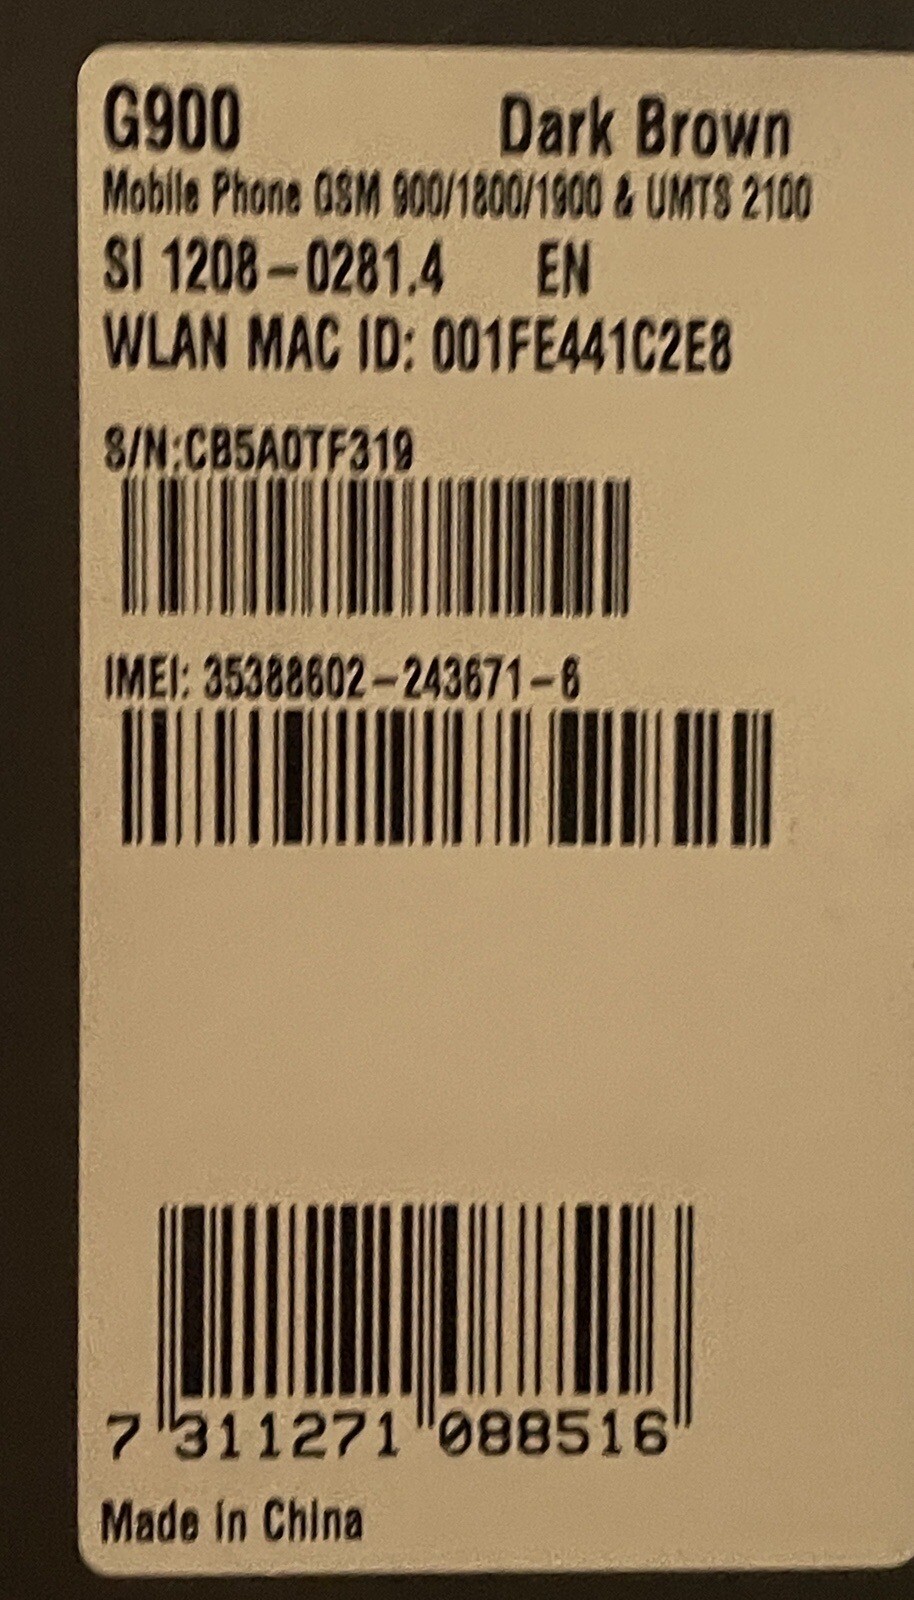 G900 Dark Brown
Mobile Phone GSM 900/1800/1900 & UMTS 2100
SI 1208-0281.4 EN
WLAN MAC ID: 001FE441C2E8
S/N:CB5A0TF319
IMEI: 35388602-243671-6
7 311271 088516
Made in China